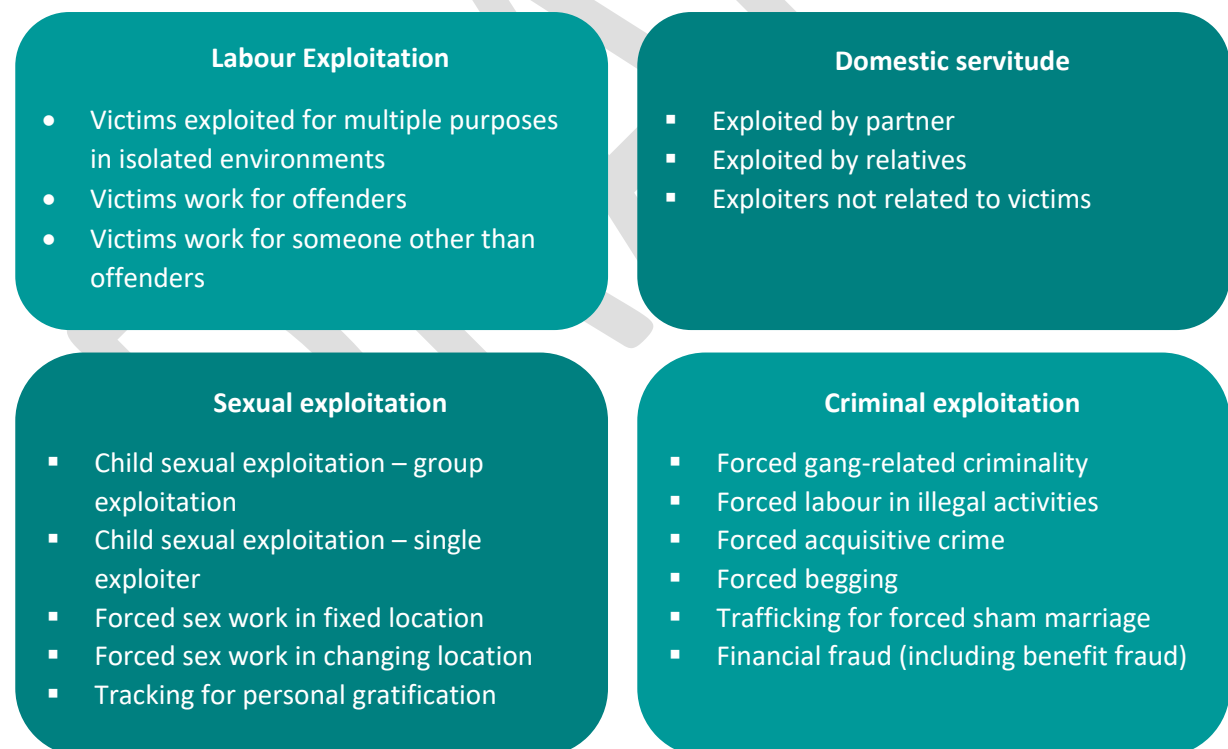 Labour Exploitation
• Victims exploited for multiple purposes
in isolated environments
• Victims work for offenders
• Victims work for someone other than
offenders
Domestic servitude
▪ Exploited by partner
▪ Exploited by relatives
▪ Exploiters not related to victims
Sexual exploitation
▪ Child sexual exploitation – group
exploitation
▪ Child sexual exploitation – single
exploiter
▪ Forced sex work in fixed location
▪ Forced sex work in changing location
▪ Tracking for personal gratification
Criminal exploitation
▪ Forced gang-related criminality
▪ Forced labour in illegal activities
▪ Forced acquisitive crime
▪ Forced begging
▪ Trafficking for forced sham marriage
▪ Financial fraud (including benefit fraud)